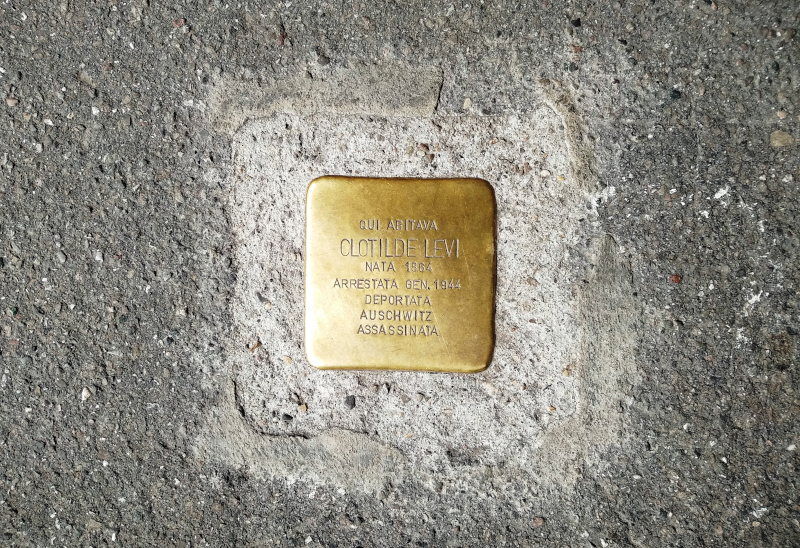 QUI ABITAVA
CLOTILDE LEVI
NATA 1864
ARRESTATA GEN. 1944
DEPORTATA
AUSCHWITZ
ASSASSINATA